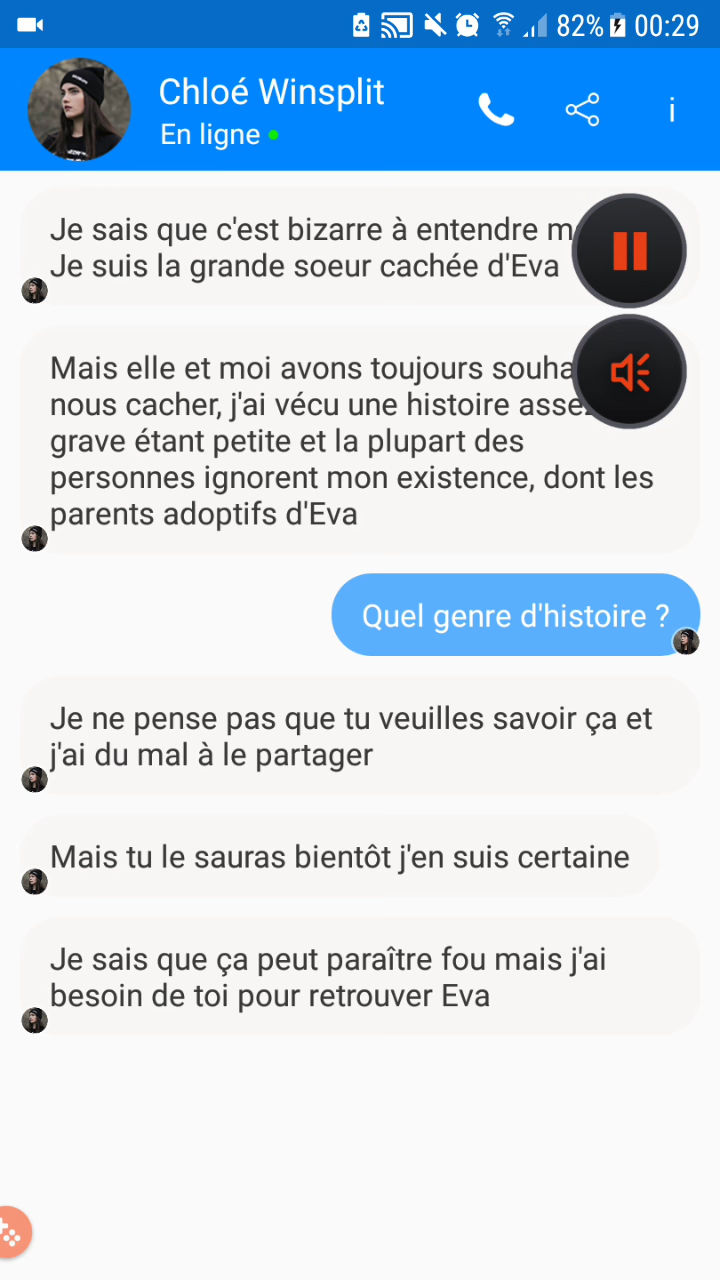 82% 00:29
Chloé Winsplit
En ligne
i
Je sais que c'est bizarre à entendre
Je suis la grande soeur cachée d'Eva
Mais elle et moi avons toujours
nous cacher, j'ai vécu une histoire
grave étant petite et la plupart des
personnes ignorent mon existence, dont les
parents adoptifs d'Eva
Quel genre d'histoire ?
Je ne pense pas que tu veuilles savoir ça et
j'ai du mal à le partager
Mais tu le sauras bientôt j'en suis certaine
Je sais que ça peut paraître fou mais j'ai
besoin de toi pour retrouver Eva